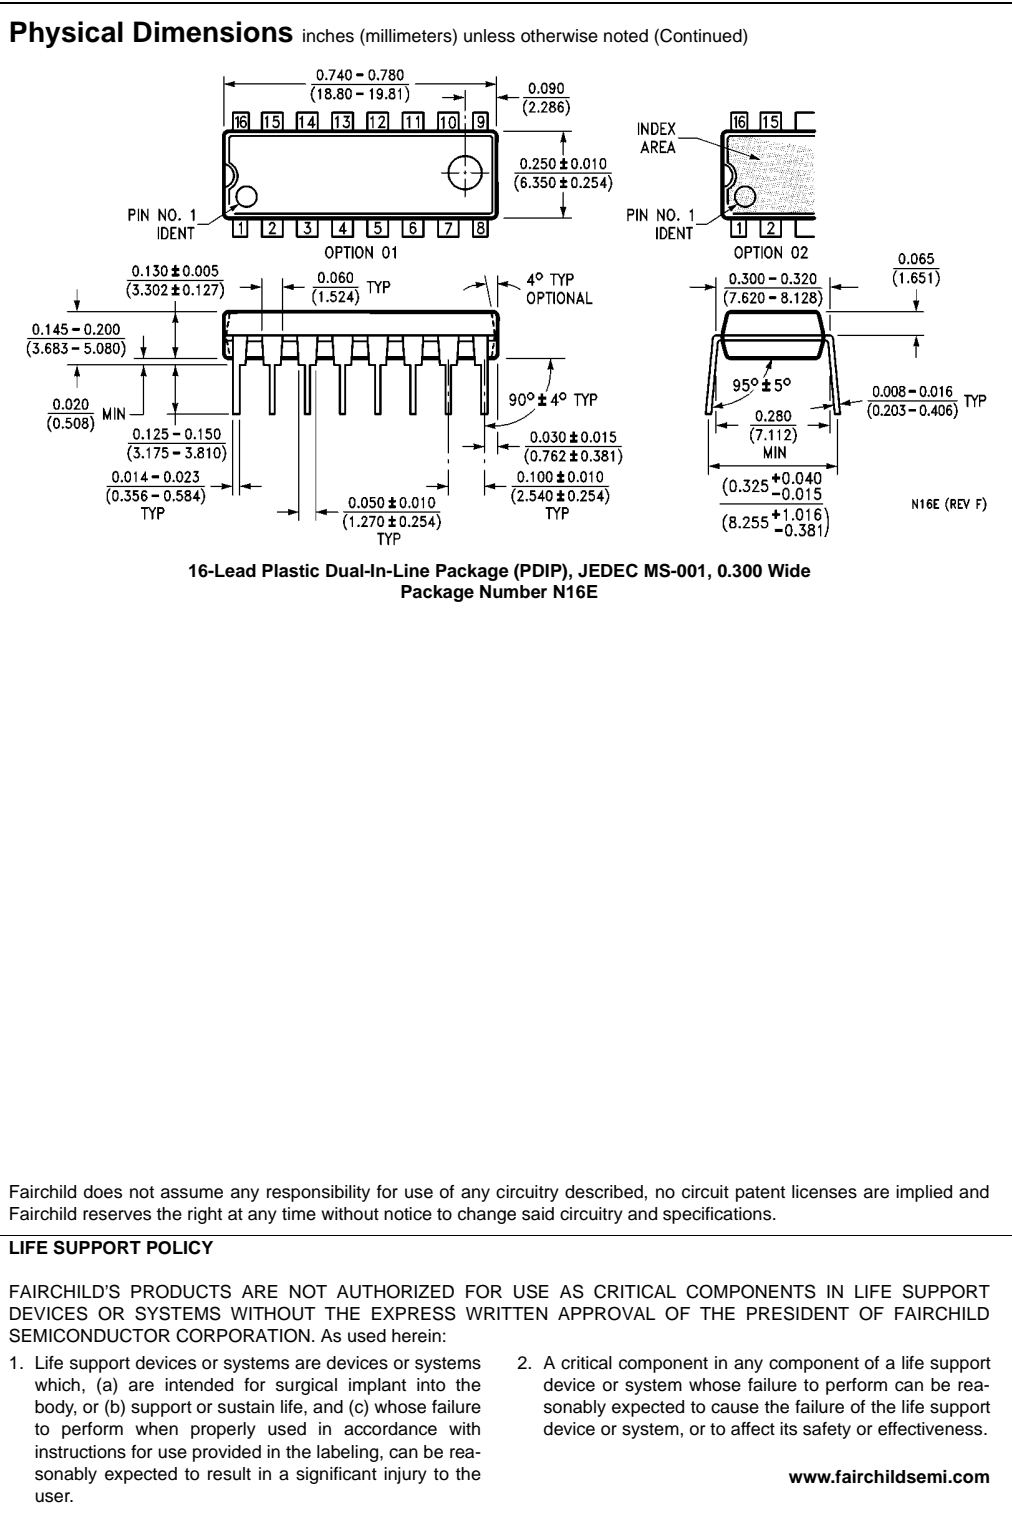 Physical Dimensions inches (millimeters) unless otherwise noted (Continued)
0.740 – 0.780
(18.80 – 19.81)
0.090
(2.286)
16 15 14 13 12 11 10 9
0.250 ± 0.010
(6.350 ± 0.254)
PIN NO. 1
IDENT
1 2 3 4 5 6 7 8
OPTION 01
INDEX
AREA
16 15
PIN NO. 1
IDENT
1 2
OPTION 02
0.065
(1.651)
0.130 ± 0.005
(3.302 ± 0.127)
0.060
(1.524)
TYP
4° TYP
OPTIONAL
0.300 – 0.320
(7.620 – 8.128)
0.145 – 0.200
(3.683 – 5.080)
0.020
(0.508)
MIN
0.125 – 0.150
(3.175 – 3.810)
0.014 – 0.023
(0.356 – 0.584)
TYP
0.050 ± 0.010
(1.270 ± 0.254)
TYP
90° ± 4° TYP
0.030 ± 0.015
(0.762 ± 0.381)
0.100 ± 0.010
(2.540 ± 0.254)
TYP
95° ± 5°
0.280
(7.112)
MIN
0.008 – 0.016
(0.203 – 0.406)
TYP
(0.325 +0.040
–0.015
(8.255 +1.016
–0.381)
N16E (REV F)
16-Lead Plastic Dual-In-Line Package (PDIP), JEDEC MS-001, 0.300 Wide
Package Number N16E
Fairchild does not assume any responsibility for use of any circuitry described, no circuit patent licenses are implied and
Fairchild reserves the right at any time without notice to change said circuitry and specifications.
LIFE SUPPORT POLICY
FAIRCHILD'S PRODUCTS ARE NOT AUTHORIZED FOR USE AS CRITICAL COMPONENTS IN LIFE SUPPORT
DEVICES OR SYSTEMS WITHOUT THE EXPRESS WRITTEN APPROVAL OF THE PRESIDENT OF FAIRCHILD
SEMICONDUCTOR CORPORATION. As used herein:
1. Life support devices or systems are devices or systems
which, (a) are intended for surgical implant into the
body, or (b) support or sustain life, and (c) whose failure
to perform when properly used in accordance with
instructions for use provided in the labeling, can be rea-
sonably expected to result in a significant injury to the
user.
2. A critical component in any component of a life support
device or system whose failure to perform can be rea-
sonably expected to cause the failure of the life support
device or system, or to affect its safety or effectiveness.
www.fairchildsemi.com